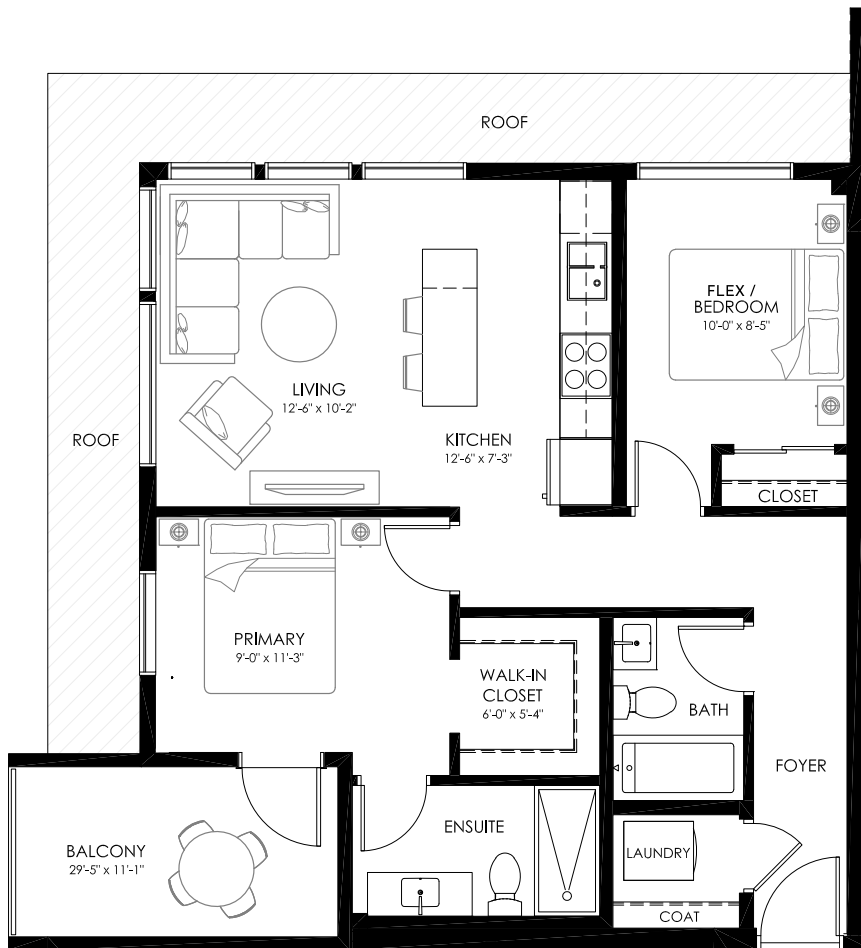 ROOF
FLEX /
BEDROOM
10'-0" x 8'-5"
LIVING
12'-6" x 10'-2"
ROOF
KITCHEN
12'-6" x 7'-3"
CLOSET
PRIMARY
9'-0" x 11'-3"
WALK-IN
CLOSET
6'-0" x 5'-4"
BATH
FOYER
ENSUITE
BALCONY
29'-5" x 11'-1"
LAUNDRY
COAT